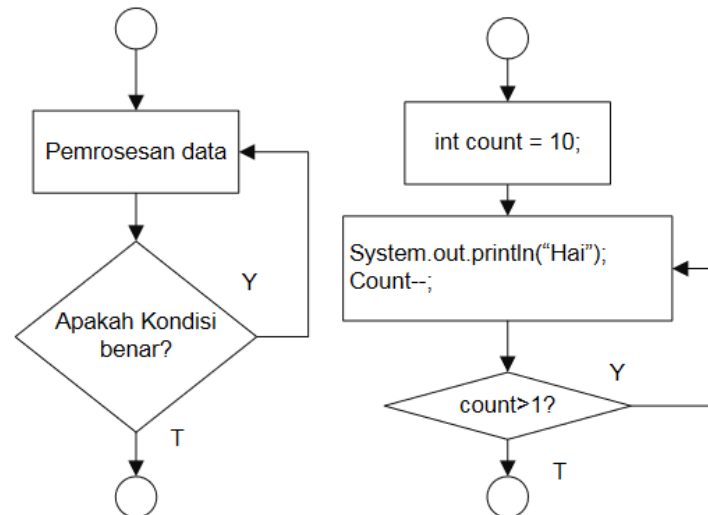 Pemrosesan data
Y
Apakah Kondisi
benar?
T
int count = 10;
System.out.println(“Hai”);
Count--;
Y
count>1?
T